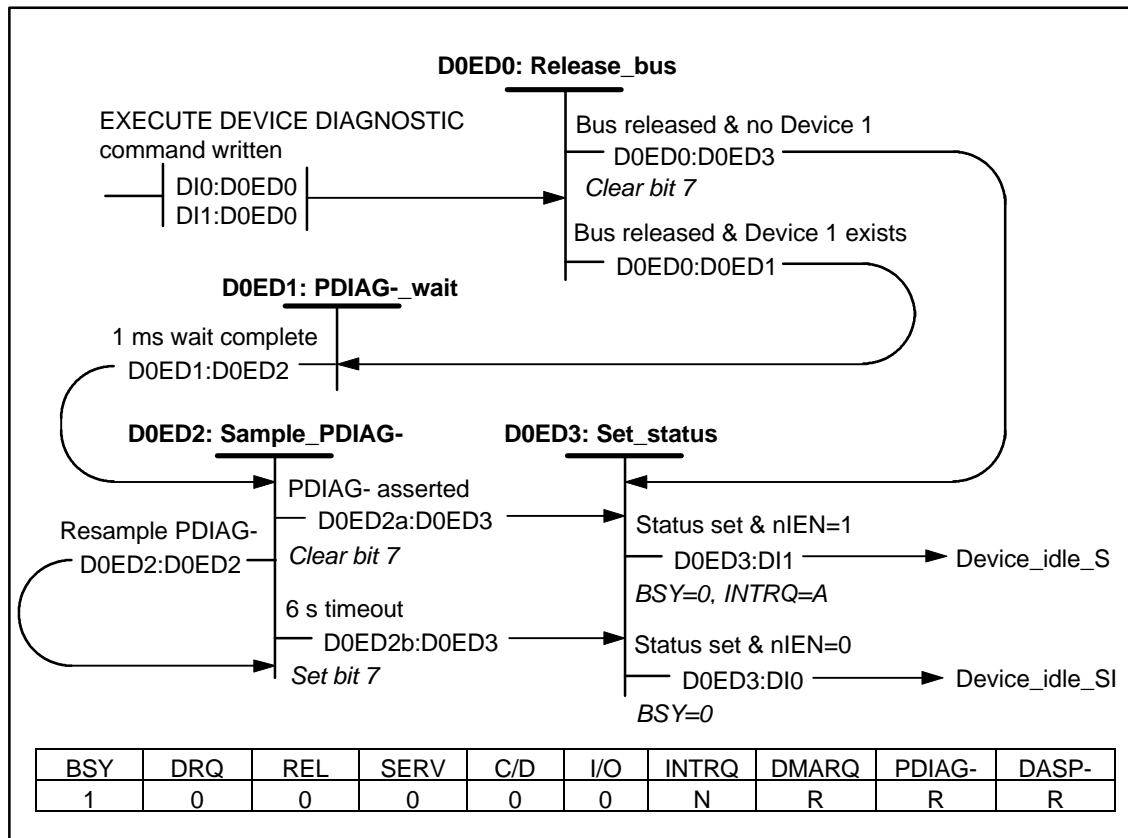 D0ED0: Release_bus
EXECUTE DEVICE DIAGNOSTIC
command written
DI0:D0ED0
DI1:D0ED0
Bus released & no Device 1
D0ED0:D0ED3
Clear bit 7
Bus released & Device 1 exists
D0ED0:D0ED1
D0ED1: PDIAG-_wait
1 ms wait complete
D0ED1:D0ED2
D0ED2: Sample_PDIAG-
PDIAG- asserted
D0ED2a:D0ED3
Clear bit 7
Resample PDIAG-
D0ED2:D0ED2
6 s timeout
D0ED2b:D0ED3
Set bit 7
D0ED3: Set_status
Status set & nIEN=1
D0ED3:DI1
Device_idle_S
BSY=0, INTRQ=A
Status set & nIEN=0
D0ED3:DI0
Device_idle_SI
BSY=0
BSY DRQ REL SERV C/D I/O INTRQ DMARQ PDIAG- DASP-
1 0 0 0 0 0 N R R R